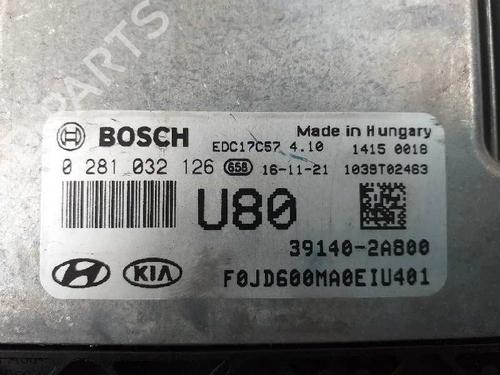 PARTS
BOSCH EDC17C57 4.10 Made in Hungary
1415 0018
0 281 032 126 658 16-11-21 1039T02463
U80
39140-2A800
KIA F0JD600MA0EIU401